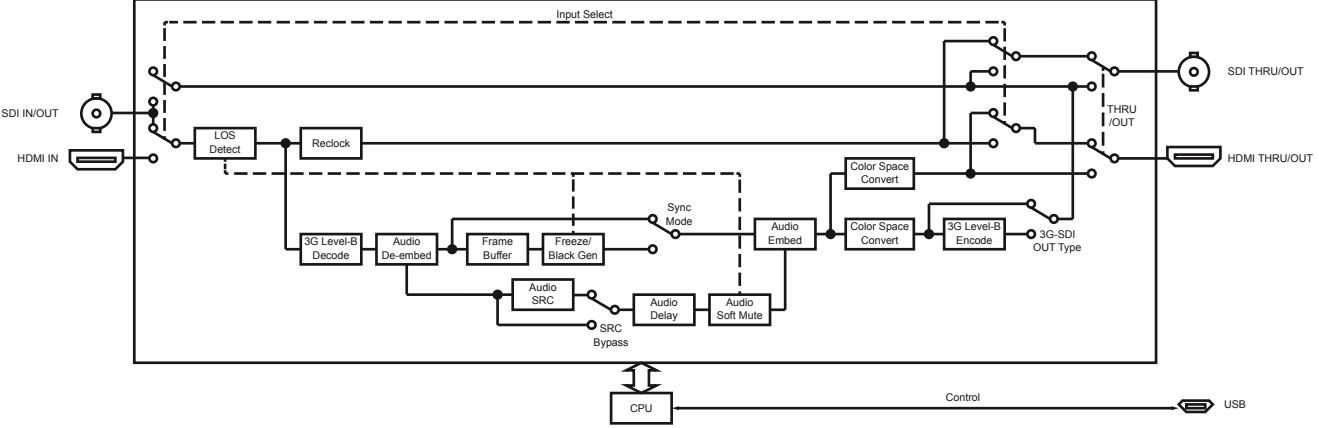 Input Select
SDI THRU/OUT
SDI IN/OUT
THRU
/OUT
LOS
Detect
Reclock
HDMI IN
HDMI THRU/OUT
Color Space
Convert
Sync
Mode
3G Level-B
Decode
Audio
De-embed
Frame
Buffer
Freeze/
Black Gen
Audio
Embed
Color Space
Convert
3G Level-B
Encode
3G-SDI
OUT Type
Audio
SRC
Audio
Delay
Audio
Soft Mute
SRC
Bypass
CPU
Control
USB